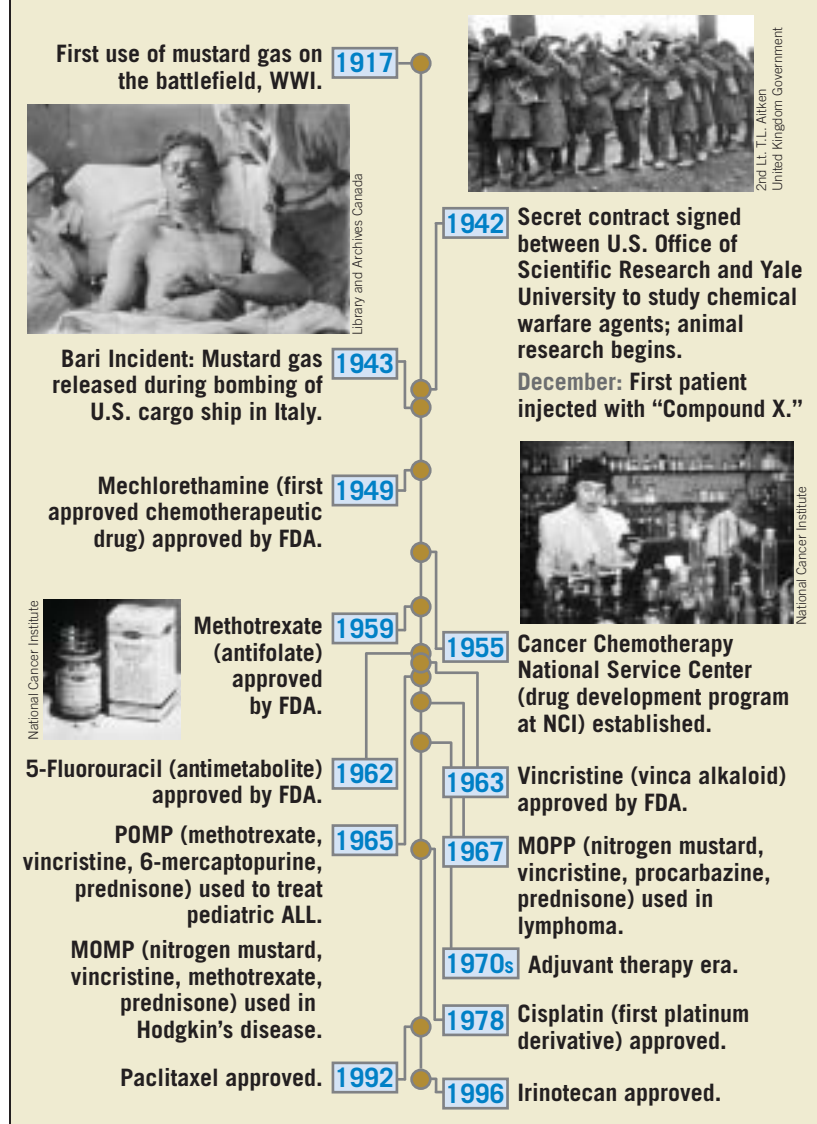 First use of mustard gas on
the battlefield, WWI.
1917
2nd Lt. T.L. Aitken
United Kingdom Government
Library and Archives Canada
1942
Secret contract signed
between U.S. Office of
Scientific Research and Yale
University to study chemical
warfare agents; animal
research begins.
December: First patient
injected with “Compound X.”
Bari Incident: Mustard gas
released during bombing of
U.S. cargo ship in Italy.
1943
Mechlorethamine (first
approved chemotherapeutic
drug) approved by FDA.
1949
National Cancer Institute
1955
Cancer Chemotherapy
National Service Center
(drug development program
at NCI) established.
National Cancer Institute
Methotrexate
(antifolate)
approved
by FDA.
1959
5-Fluorouracil (antimetabolite)
approved by FDA.
1962
1963
Vincristine (vinca alkaloid)
approved by FDA.
POMP (methotrexate,
vincristine, 6-mercaptopurine,
prednisone) used to treat
pediatric ALL.
1965
MOMP (nitrogen mustard,
vincristine, methotrexate,
prednisone) used in
Hodgkin’s disease.
1967
MOPP (nitrogen mustard,
vincristine, procarbazine,
prednisone) used in
lymphoma.
1970s
Adjuvant therapy era.
1978
Cisplatin (first platinum
derivative) approved.
Paclitaxel approved.
1992
1996
Irinotecan approved.